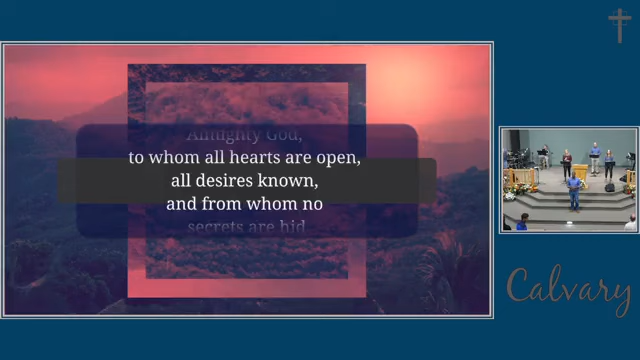 Almighty God,
to whom all hearts are open,
all desires known,
and from whom no
secrets are hid
Calvary